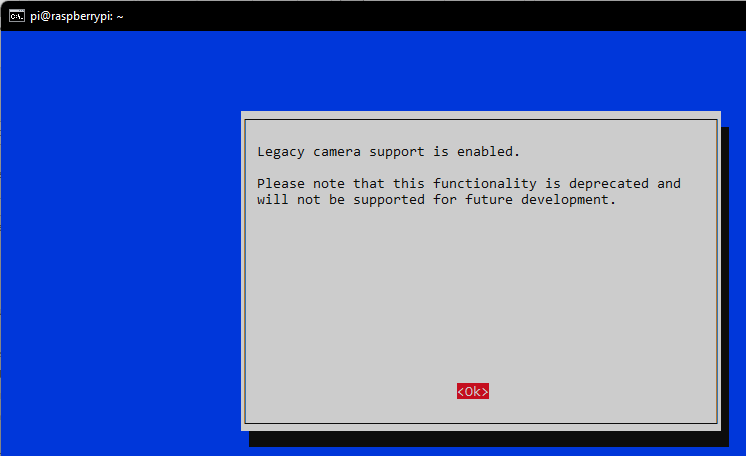 C:\. pi@raspberrypi: ~
Legacy camera support is enabled.
Please note that this functionality is deprecated and
will not be supported for future development.
<Ok>